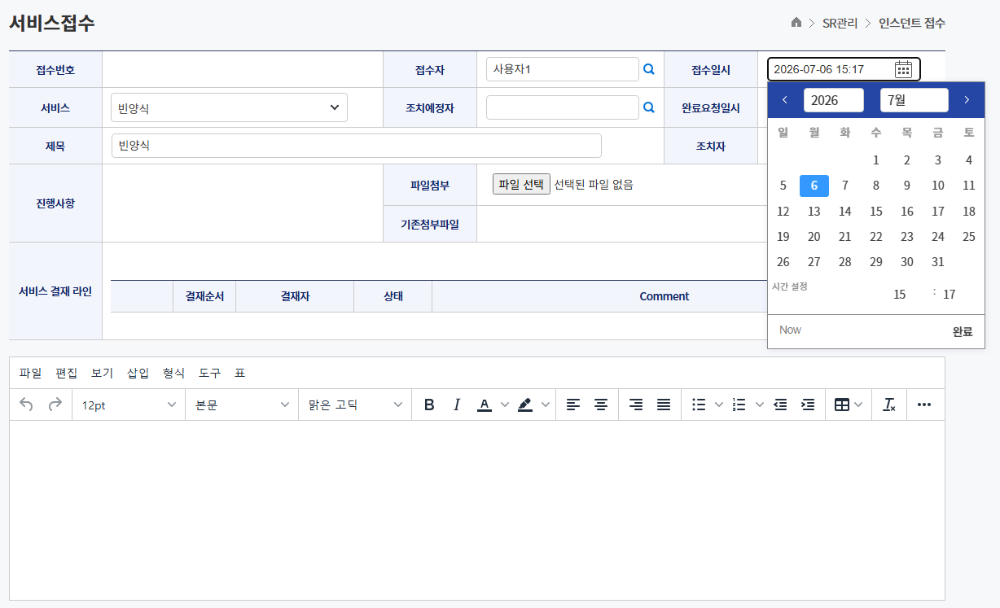 서비스접수
SR관리 인스던트 접수
접수번호 접수자 사용자1 접수일시 2026-07-06 15:17
서비스 빈양식 조치예정자 완료요청일시
제목 빈양식 조치자
진행사항 파일첨부 파일 선택 선택된 파일 없음
기존첨부파일
서비스 결재 라인
결재순서 결재자 상태 Comment
2026 7월
일 월 화 수 목 금 토
1 2 3 4
5 6 7 8 9 10 11
12 13 14 15 16 17 18
19 20 21 22 23 24 25
26 27 28 29 30 31
시간 설정 15 : 17
Now 완료
파일 편집 보기 삽입 형식 도구 표
12pt 본문 맑은 고딕 B I A